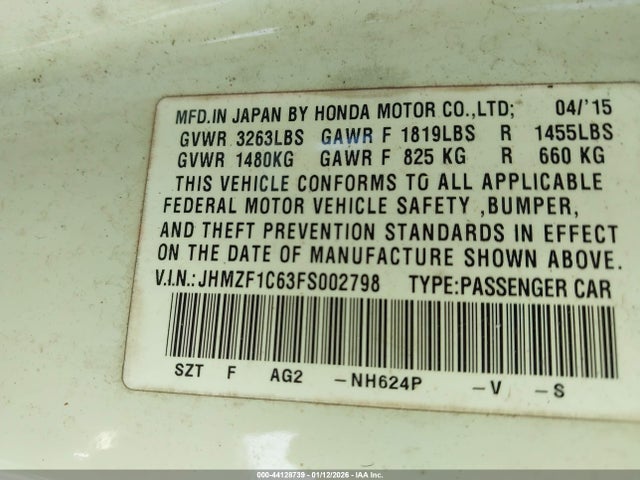 MFD.IN JAPAN BY HONDA MOTOR CO.,LTD; 04/'15
GVWR 3263LBS GAWR F 1819LBS R 1455LBS
GVWR 1480KG GAWR F 825 KG R 660 KG
THIS VEHICLE CONFORMS TO ALL APPLICABLE
FEDERAL MOTOR VEHICLE SAFETY ,BUMPER,
AND THEFT PREVENTION STANDARDS IN EFFECT
ON THE DATE OF MANUFACTURE SHOWN ABOVE.
V.I.N.: JHMZF1C63FS002798 TYPE:PASSENGER CAR
SZT F AG2 -NH624P -V -S
000-44128739 - 01/12/2026 - IAA Inc.